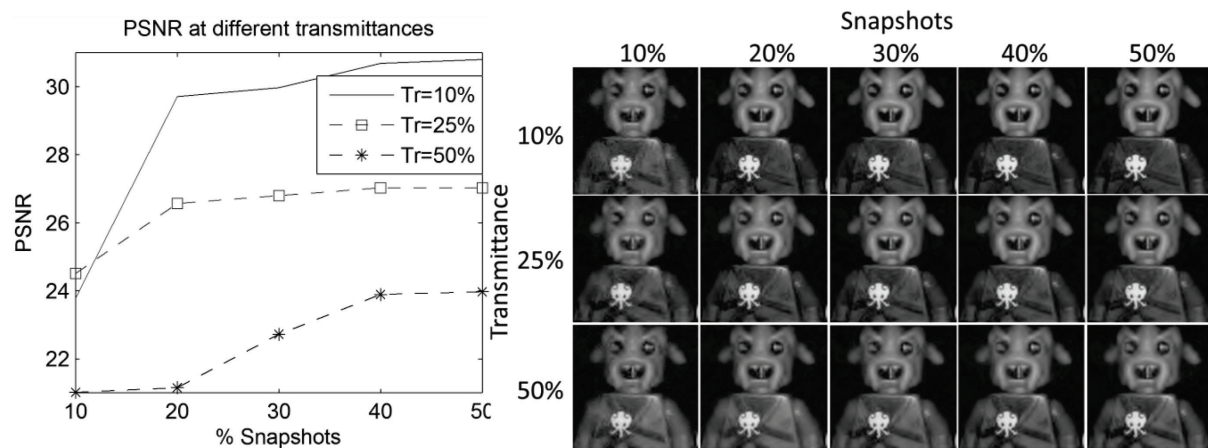 PSNR at different transmittances
PSNR
30
28
26
24
22
Tr=10%
Tr=25%
Tr=50%
10 20 30 40 50
% Snapshots
Snapshots
10% 20% 30% 40% 50%
Transmittance
10%
25%
50%